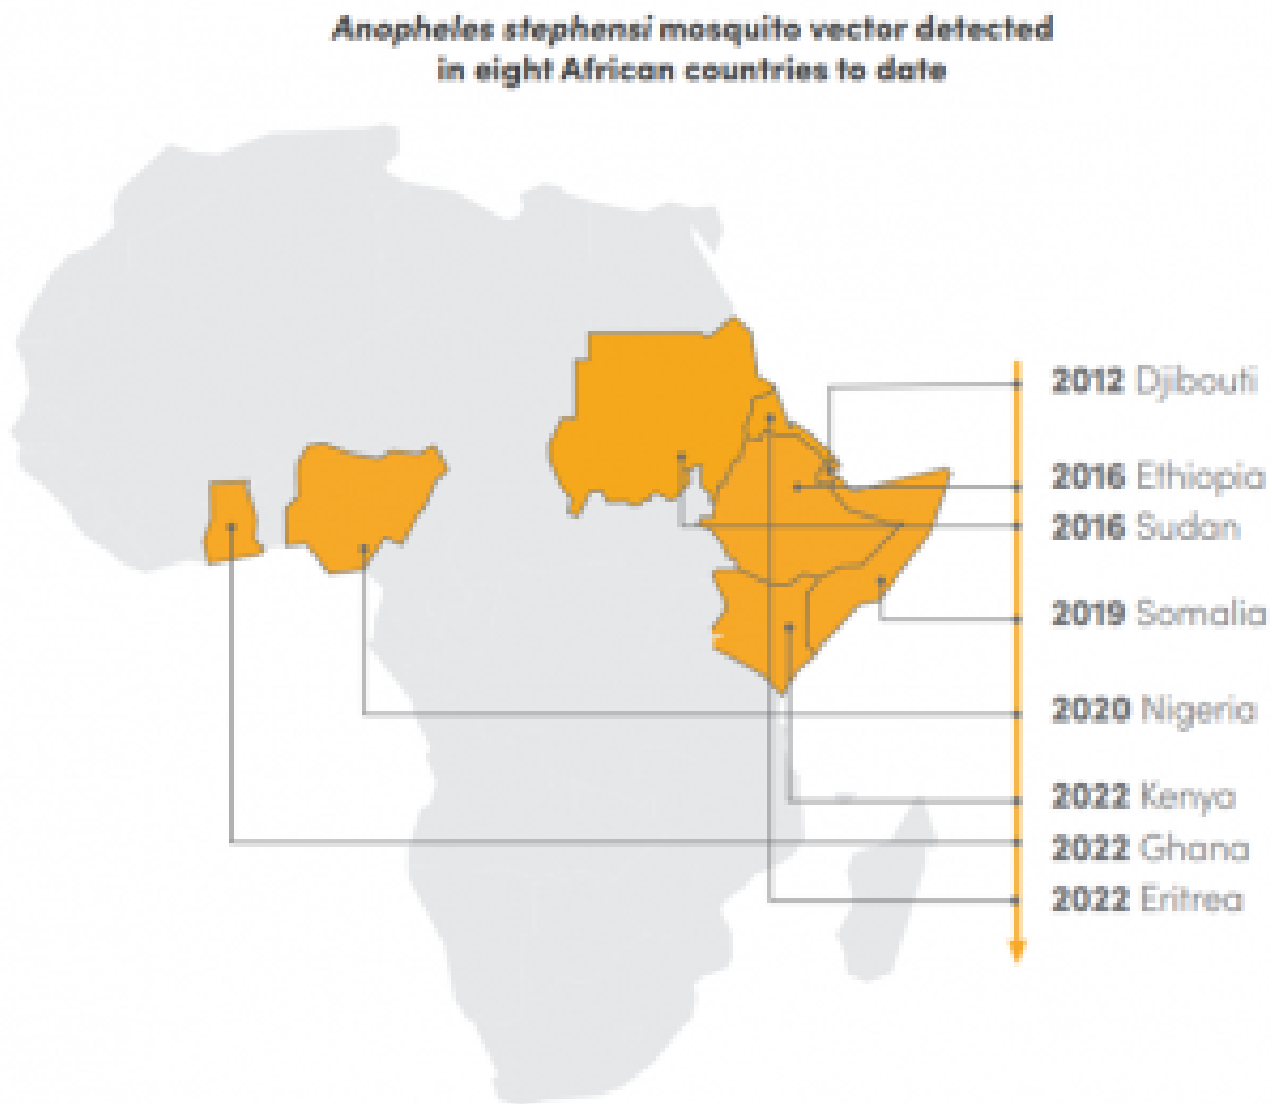 Anopheles stephensi mosquito vector detected
in eight African countries to date
2012 Djibouti
2016 Ethiopia
2016 Sudan
2019 Somalia
2020 Nigeria
2022 Kenya
2022 Ghana
2022 Eritrea